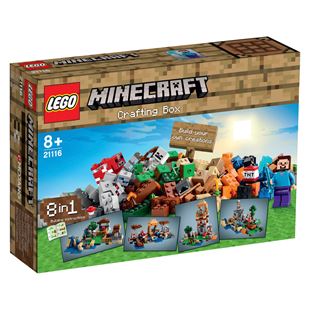 LEGO
MINECRAFT
Crafting Box
8+
21116
Build your
own creations
TNT
8in1